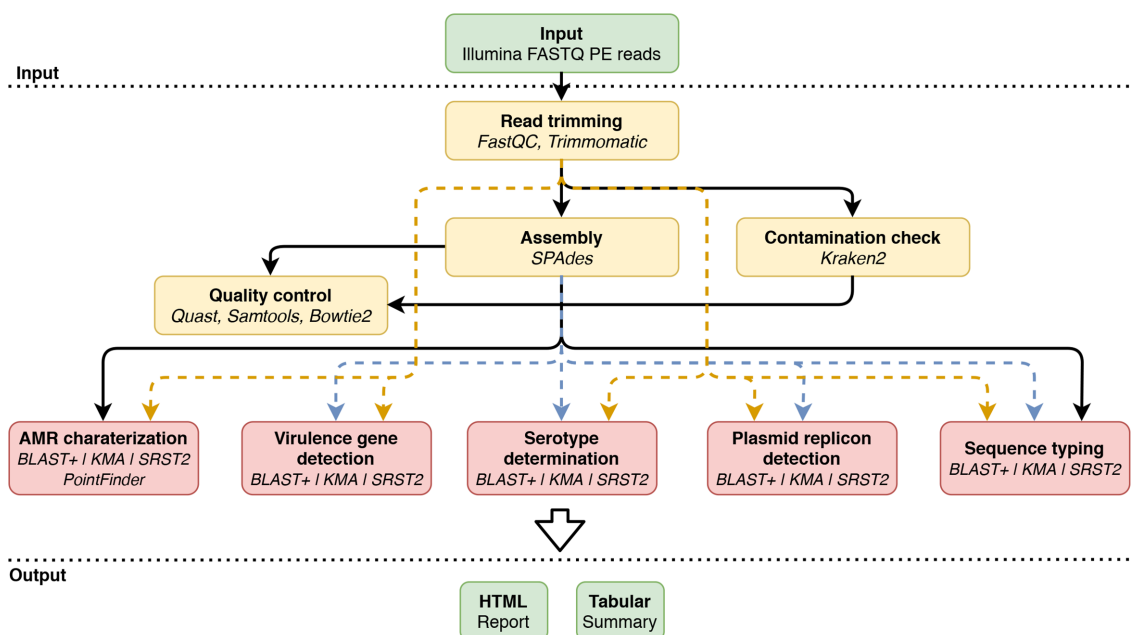 Input
Illumina FASTQ PE reads
Input
Read trimming
FastQC, Trimmomatic
Assembly
SPAdes
Contamination check
Kraken2
Quality control
Quast, Samtools, Bowtie2
AMR charaterization
BLAST+ I KMA I SRST2
PointFinder
Virulence gene
detection
BLAST+ I KMA I SRST2
Serotype
determination
BLAST+ I KMA I SRST2
Plasmid replicon
detection
BLAST+ I KMA I SRST2
Sequence typing
BLAST+ I KMA I SRST2
Output
HTML
Report
Tabular
Summary